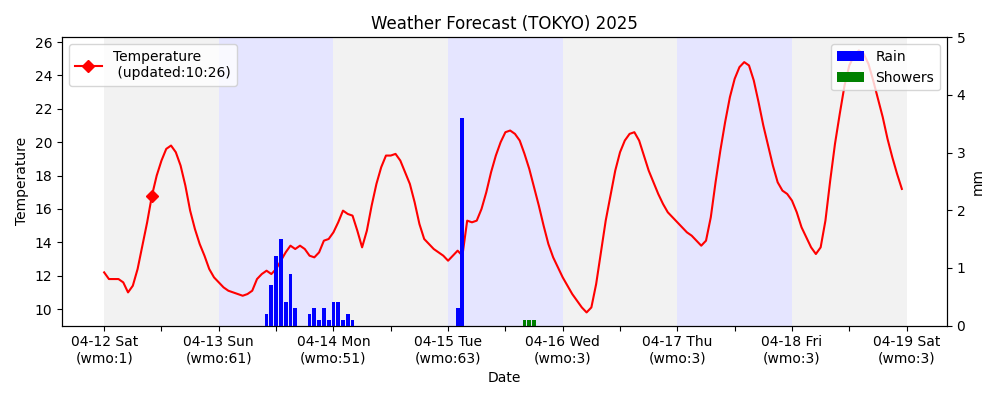 Weather Forecast (TOKYO) 2025
Temperature
(updated:10:26)
Rain
Showers
26
24
22
20
18
16
14
12
10
Temperature
5
4
3
2
1
0
mm
04-12 Sat
(wmo:1)
04-13 Sun
(wmo:61)
04-14 Mon
(wmo:51)
04-15 Tue
(wmo:63)
04-16 Wed
(wmo:3)
04-17 Thu
(wmo:3)
04-18 Fri
(wmo:3)
04-19 Sat
(wmo:3)
Date